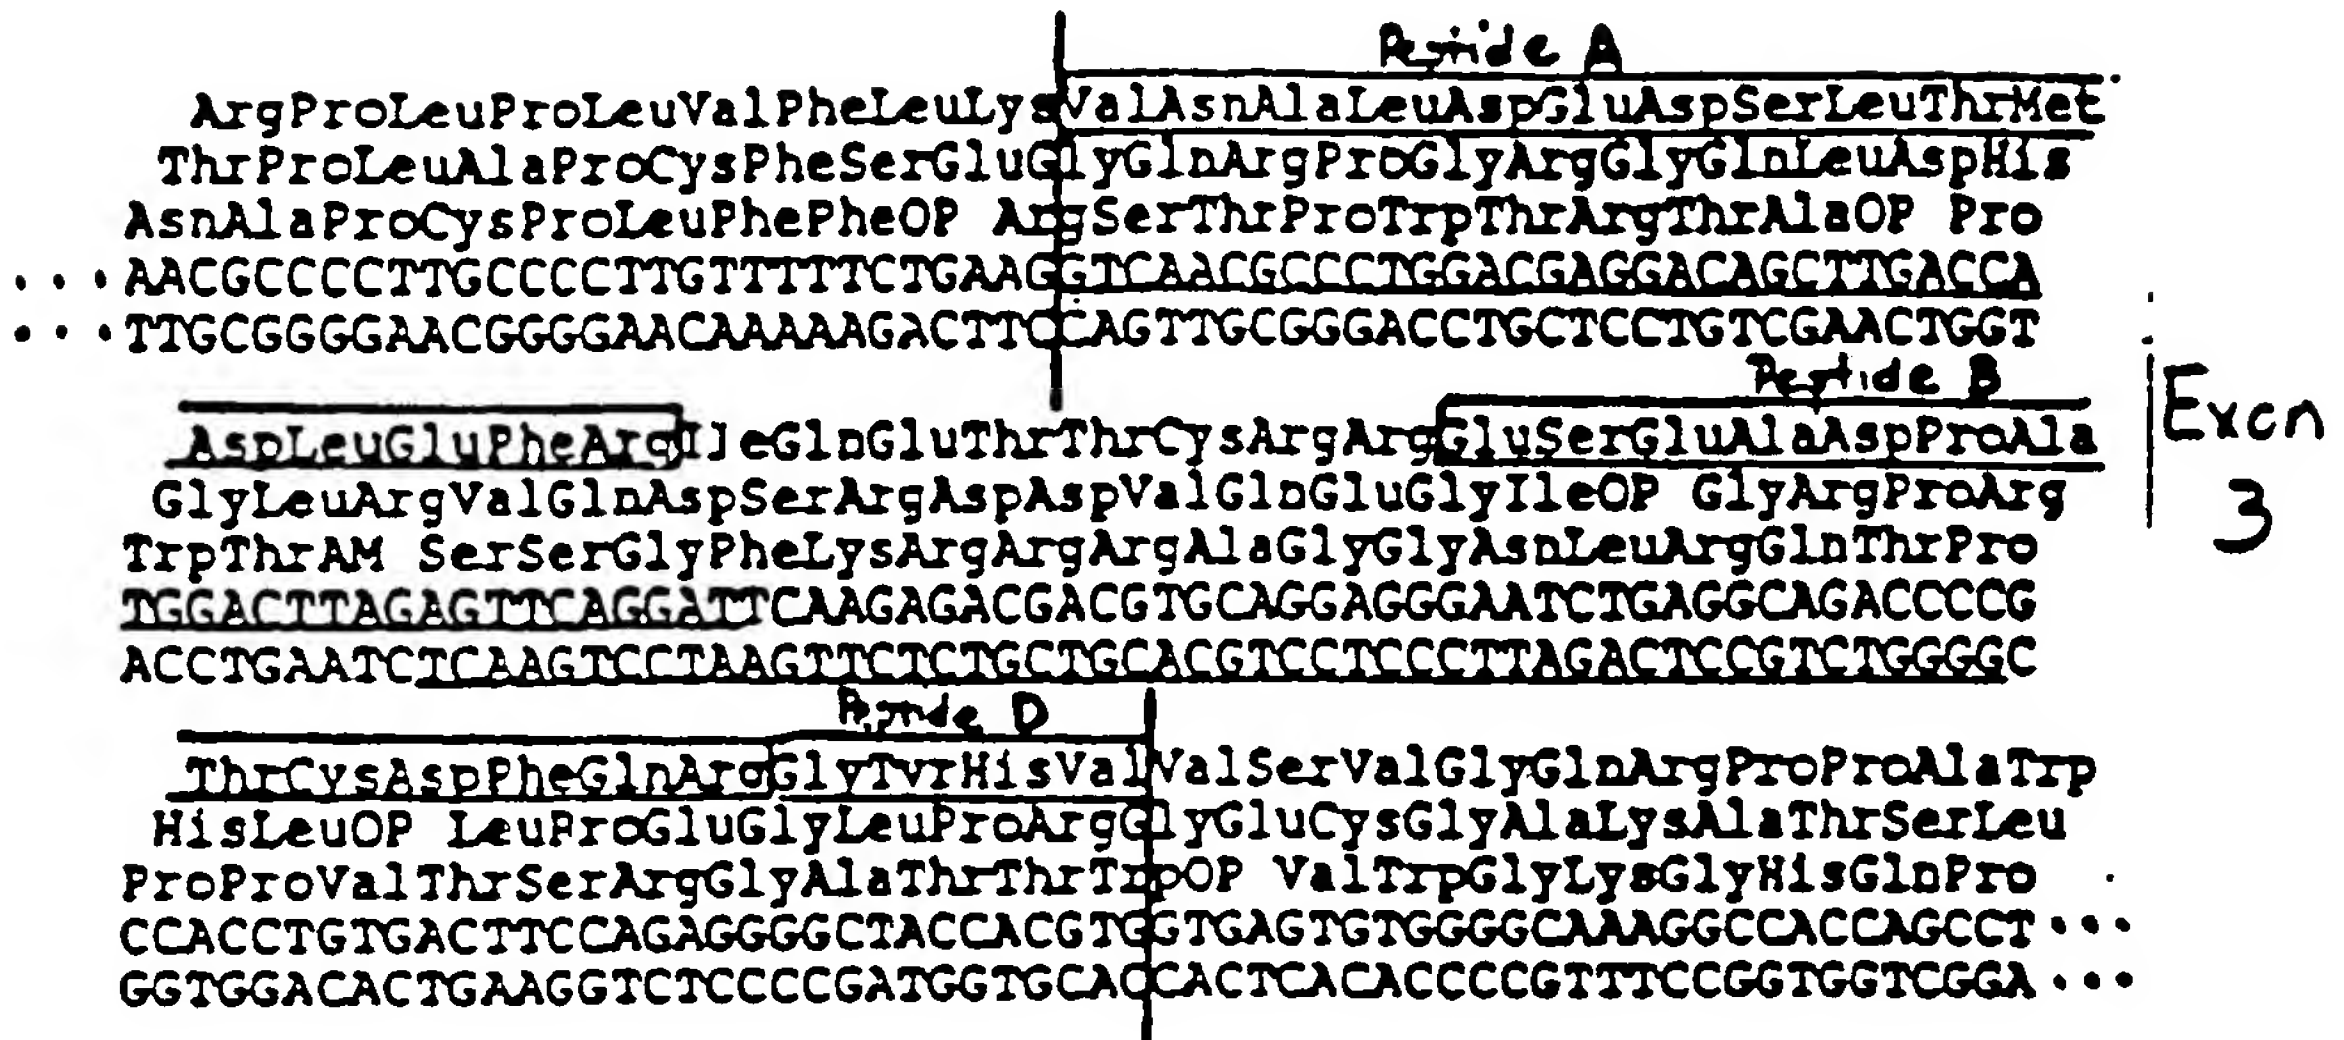 Peptide A
ArgProLeuProLeuValPheLeuLysValAsnAlaLeuAspGluAspSerLeuThrMet
ThrProLeuAlaProCysPheSerGluGlyGlnArgProGlyArgGlyGlnLeuAspHis
AsnAlaProCysProLeuPhePheOP ArgSerThrProTrpThrArgThrAlaOP Pro
...AACGCCCCTTGCCCCTTGTTTTTCTGAAGGTCAACGCCCTGGACGAGGACAGCTTGACCA
...TTGCGGGGAACGGGGAACAAAAAGACTTCCAGTTGCGGGACCTGCTCCTGTCGAACTGGT
Peptide B
AspLeuGluPheArgIleGlnGluThrThrCysArgArgGluSerGluAlaAspProAla
Exon
3
GlyLeuArgValGlnAspSerArgAspAspValGlnGluGlyIleOP GlyArgProArg
TrpThrAM SerSerGlyPheLysArgArgArgAlaGlyGlyAsnLeuArgGlnThrPro
TGGACTTAGAGTTCAGGATTCAAGAGACGACGTGCAGGAGGGAATCTGAGGCAGACCCCG
ACCTGAATCTCAAGTCCTAAGTTCTCTGCTGCACGTCCTCCCTTAGACTCCGTCTGGGGC
Peptide D
ThrCysAspPheGlnArgGlyTyrHisValValSerValGlyGlnArgProProAlaTrp
HisLeuOP LeuProGluGlyLeuProArgGlyGluCysGlyAlaLysAlaThrSerLeu
ProProValThrSerArgGlyAlaThrThrTrpOP ValTrpGlyLysGlyHisGlnPro
CCACCTGTGACTTCCAGAGGGGCTACCACGTGGTGAGTGTGGGGCAAAGGCCACCAGCCT...
GGTGGACACTGAAGGTCTCCCCGATGGTGCACCACTCACACCCCGTTTCCGGTGGTCGGA...